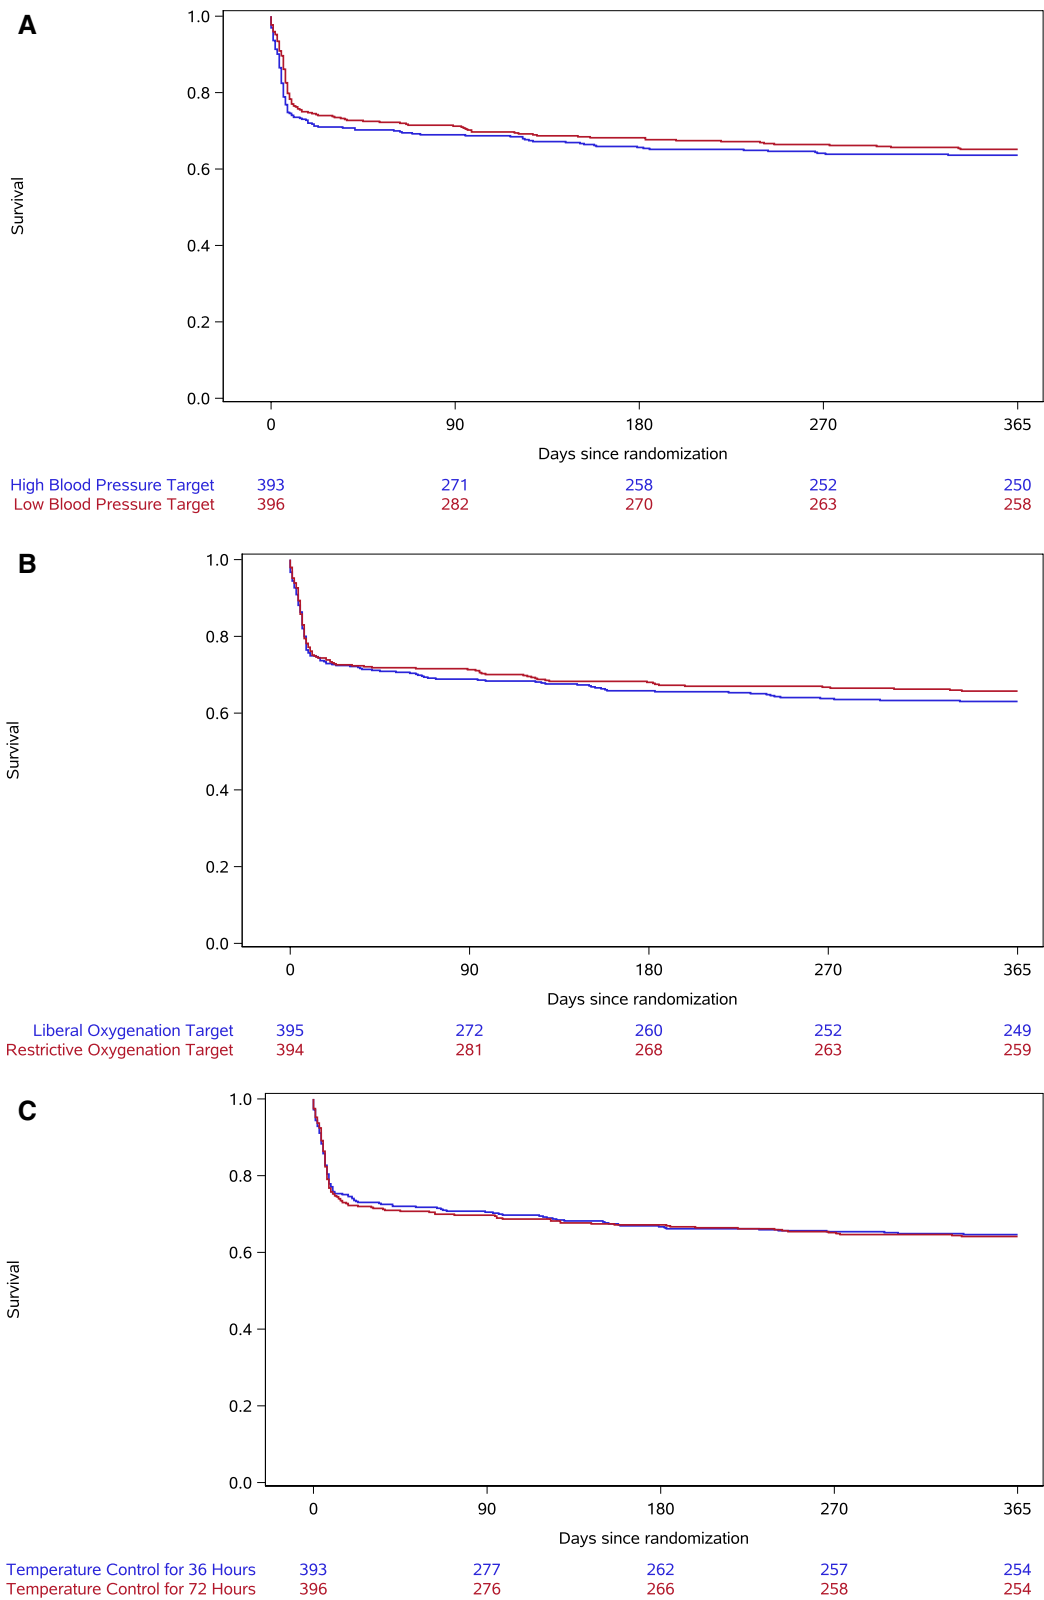 A
1.0
0.8
0.6
0.4
0.2
0.0
Survival
0 90 180 270 365
Days since randomization
High Blood Pressure Target 393 271 258 252 250
Low Blood Pressure Target 396 282 270 263 258
B
1.0
0.8
0.6
0.4
0.2
0.0
Survival
0 90 180 270 365
Days since randomization
Liberal Oxygenation Target 395 272 260 252 249
Restrictive Oxygenation Target 394 281 268 263 259
C
1.0
0.8
0.6
0.4
0.2
0.0
Survival
0 90 180 270 365
Days since randomization
Temperature Control for 36 Hours 393 277 262 257 254
Temperature Control for 72 Hours 396 276 266 258 254